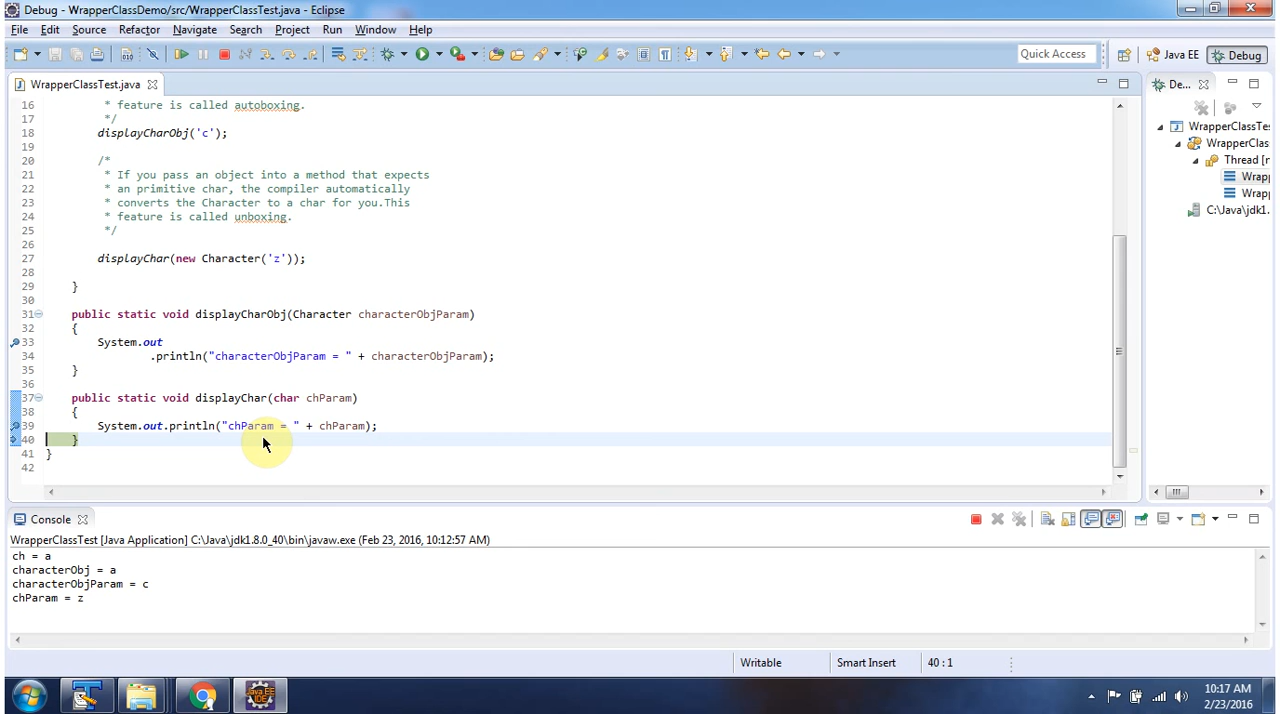 Debug - WrapperClassDemo/src/WrapperClassTest.java - Eclipse
File Edit Source Refactor Navigate Search Project Run Window Help
Quick Access Java EE Debug
WrapperClassTest.java
De...
16 * feature is called autoboxing.
17 */
18 displayCharObj('c');
19
20 /*
21 * If you pass an object into a method that expects
22 * an primitive char, the compiler automatically
23 * converts the Character to a char for you.This
24 * feature is called unboxing.
25 */
26
27 displayChar(new Character('z'));
28
29 }
30
31 public static void displayCharObj(Character characterObjParam)
32 {
33 System.out
34 .println("characterObjParam = " + characterObjParam);
35 }
36
37 public static void displayChar(char chParam)
38 {
39 System.out.println("chParam = " + chParam);
40 }
41 }
42
WrapperClassTe
WrapperClas
Thread [
Wrapp
Wrapp
C:\Java\jdk1.
Console
WrapperClassTest [Java Application] C:\Java\jdk1.8.0_40\bin\javaw.exe (Feb 23, 2016, 10:12:57 AM)
ch = a
characterObj = a
characterObjParam = c
chParam = z
Writable Smart Insert 40 : 1
Java EE
IDE
10:17 AM
2/23/2016